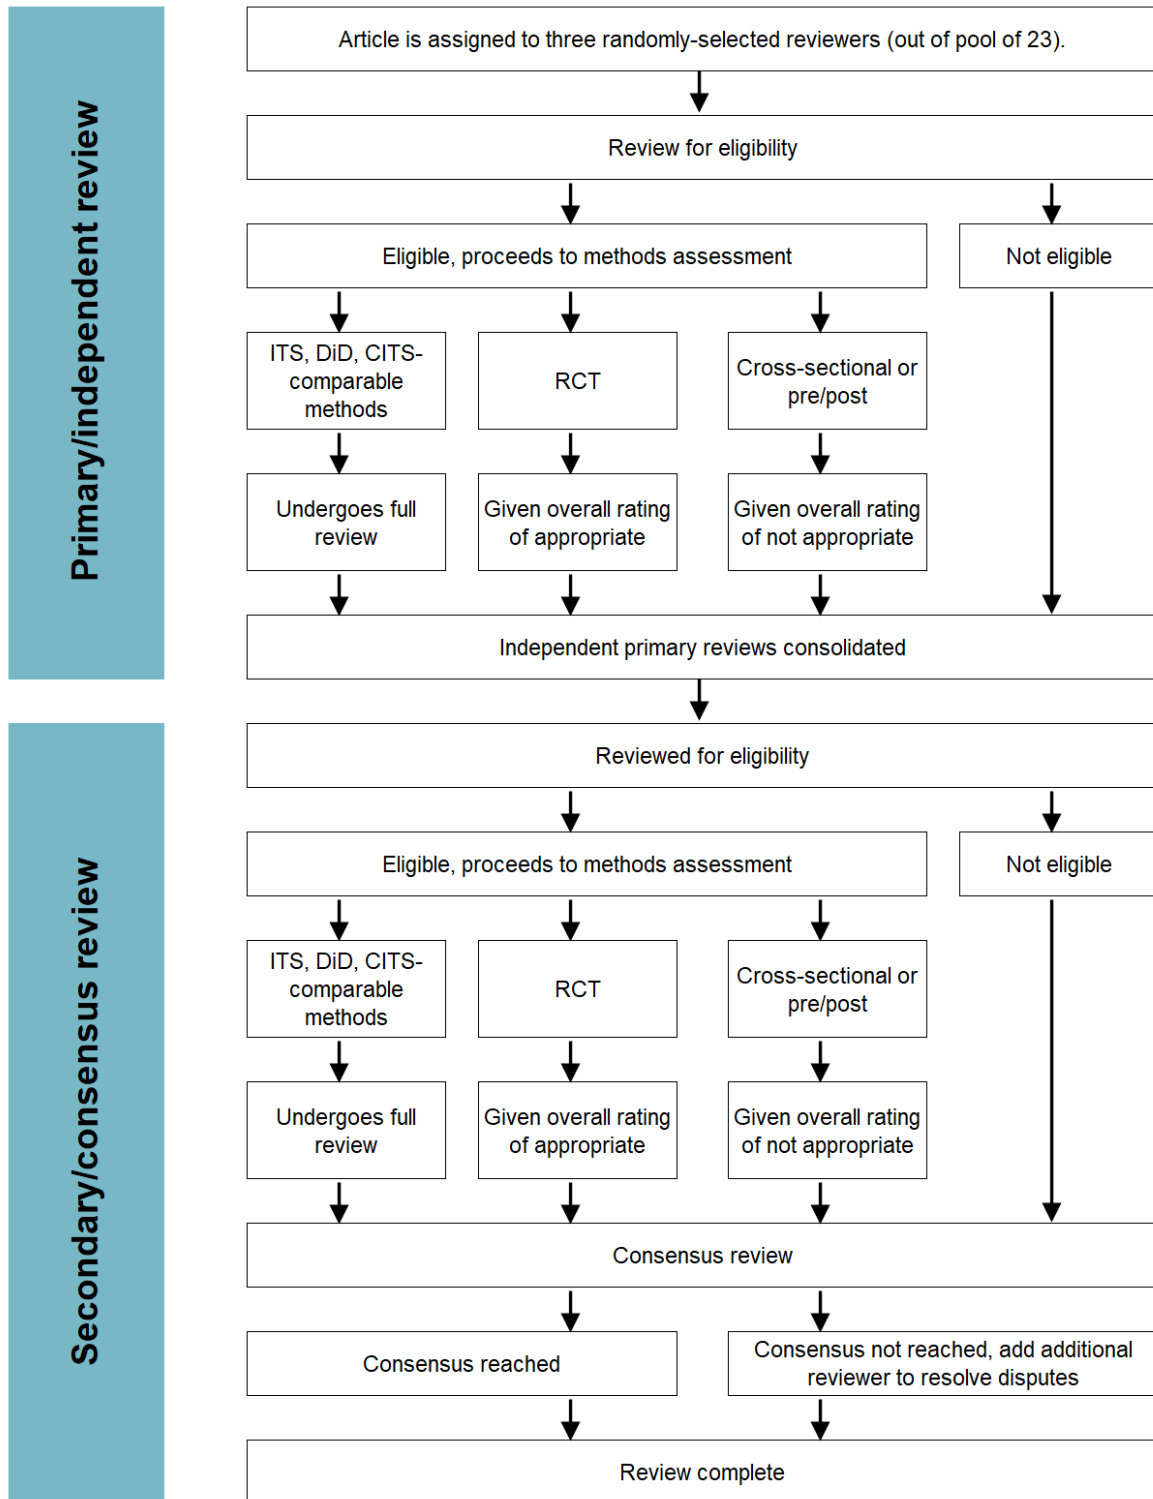 Primary/independent review
Article is assigned to three randomly-selected reviewers (out of pool of 23).
Review for eligibility
Eligible, proceeds to methods assessment
Not eligible
ITS, DiD, CITS-
comparable
methods
RCT
Cross-sectional or
pre/post
Undergoes full
review
Given overall rating
of appropriate
Given overall rating
of not appropriate
Independent primary reviews consolidated
Secondary/consensus review
Reviewed for eligibility
Eligible, proceeds to methods assessment
Not eligible
ITS, DiD, CITS-
comparable
methods
RCT
Cross-sectional or
pre/post
Undergoes full
review
Given overall rating
of appropriate
Given overall rating
of not appropriate
Consensus review
Consensus reached
Consensus not reached, add additional
reviewer to resolve disputes
Review complete